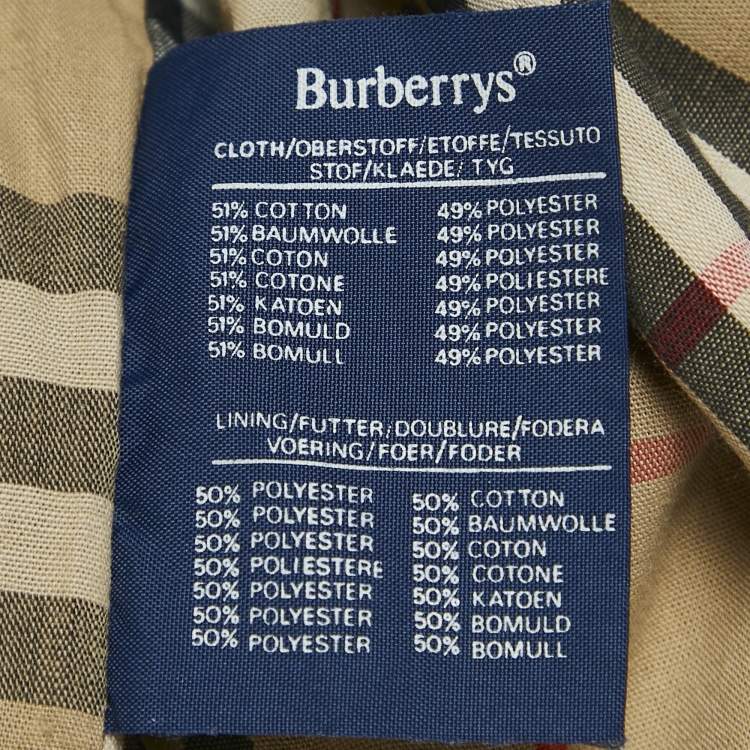 Burberrys®
CLOTH/OBERSTOFF/ETOFFE/TESSUTO
STOF/KLAEDE/TYG
51% COTTON 49% POLYESTER
51% BAUMWOLLE 49% POLYESTER
51% COTON 49% POLYESTER
51% COTONE 49% POLIESTERE
51% KATOEN 49% POLYESTER
51% BOMULD 49% POLYESTER
51% BOMULL 49% POLYESTER
LINING/FUTTER/DOUBLURE/FODERA
VOERING/FOER/FODER
50% POLYESTER 50% COTTON
50% POLYESTER 50% BAUMWOLLE
50% POLYESTER 50% COTON
50% POLIESTERE 50% COTONE
50% POLYESTER 50% KATOEN
50% POLYESTER 50% BOMULD
50% POLYESTER 50% BOMULL